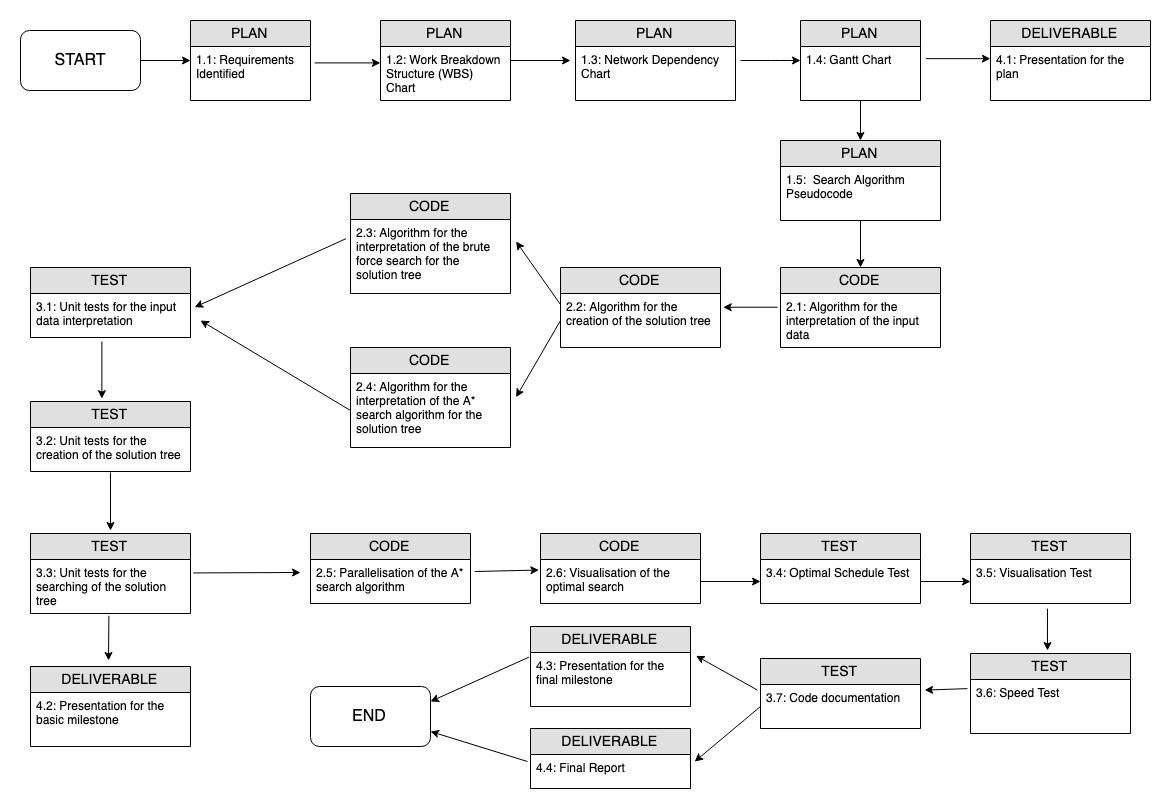 START
PLAN
1.1: Requirements
Identified
PLAN
1.2: Work Breakdown
Structure (WBS)
Chart
PLAN
1.3: Network Dependency
Chart
PLAN
1.4: Gantt Chart
DELIVERABLE
4.1: Presentation for the
plan
PLAN
1.5: Search Algorithm
Pseudocode
CODE
2.1: Algorithm for the
interpretation of the input
data
CODE
2.2: Algorithm for the
creation of the solution tree
CODE
2.3: Algorithm for the
interpretation of the brute
force search for the
solution tree
CODE
2.4: Algorithm for the
interpretation of the A*
search algorithm for the
solution tree
TEST
3.1: Unit tests for the input
data interpretation
TEST
3.2: Unit tests for the
creation of the solution tree
TEST
3.3: Unit tests for the
searching of the solution
tree
DELIVERABLE
4.2: Presentation for the
basic milestone
CODE
2.5: Parallelisation of the A*
search algorithm
CODE
2.6: Visualisation of the
optimal search
TEST
3.4: Optimal Schedule Test
TEST
3.5: Visualisation Test
TEST
3.6: Speed Test
TEST
3.7: Code documentation
DELIVERABLE
4.3: Presentation for the
final milestone
DELIVERABLE
4.4: Final Report
END